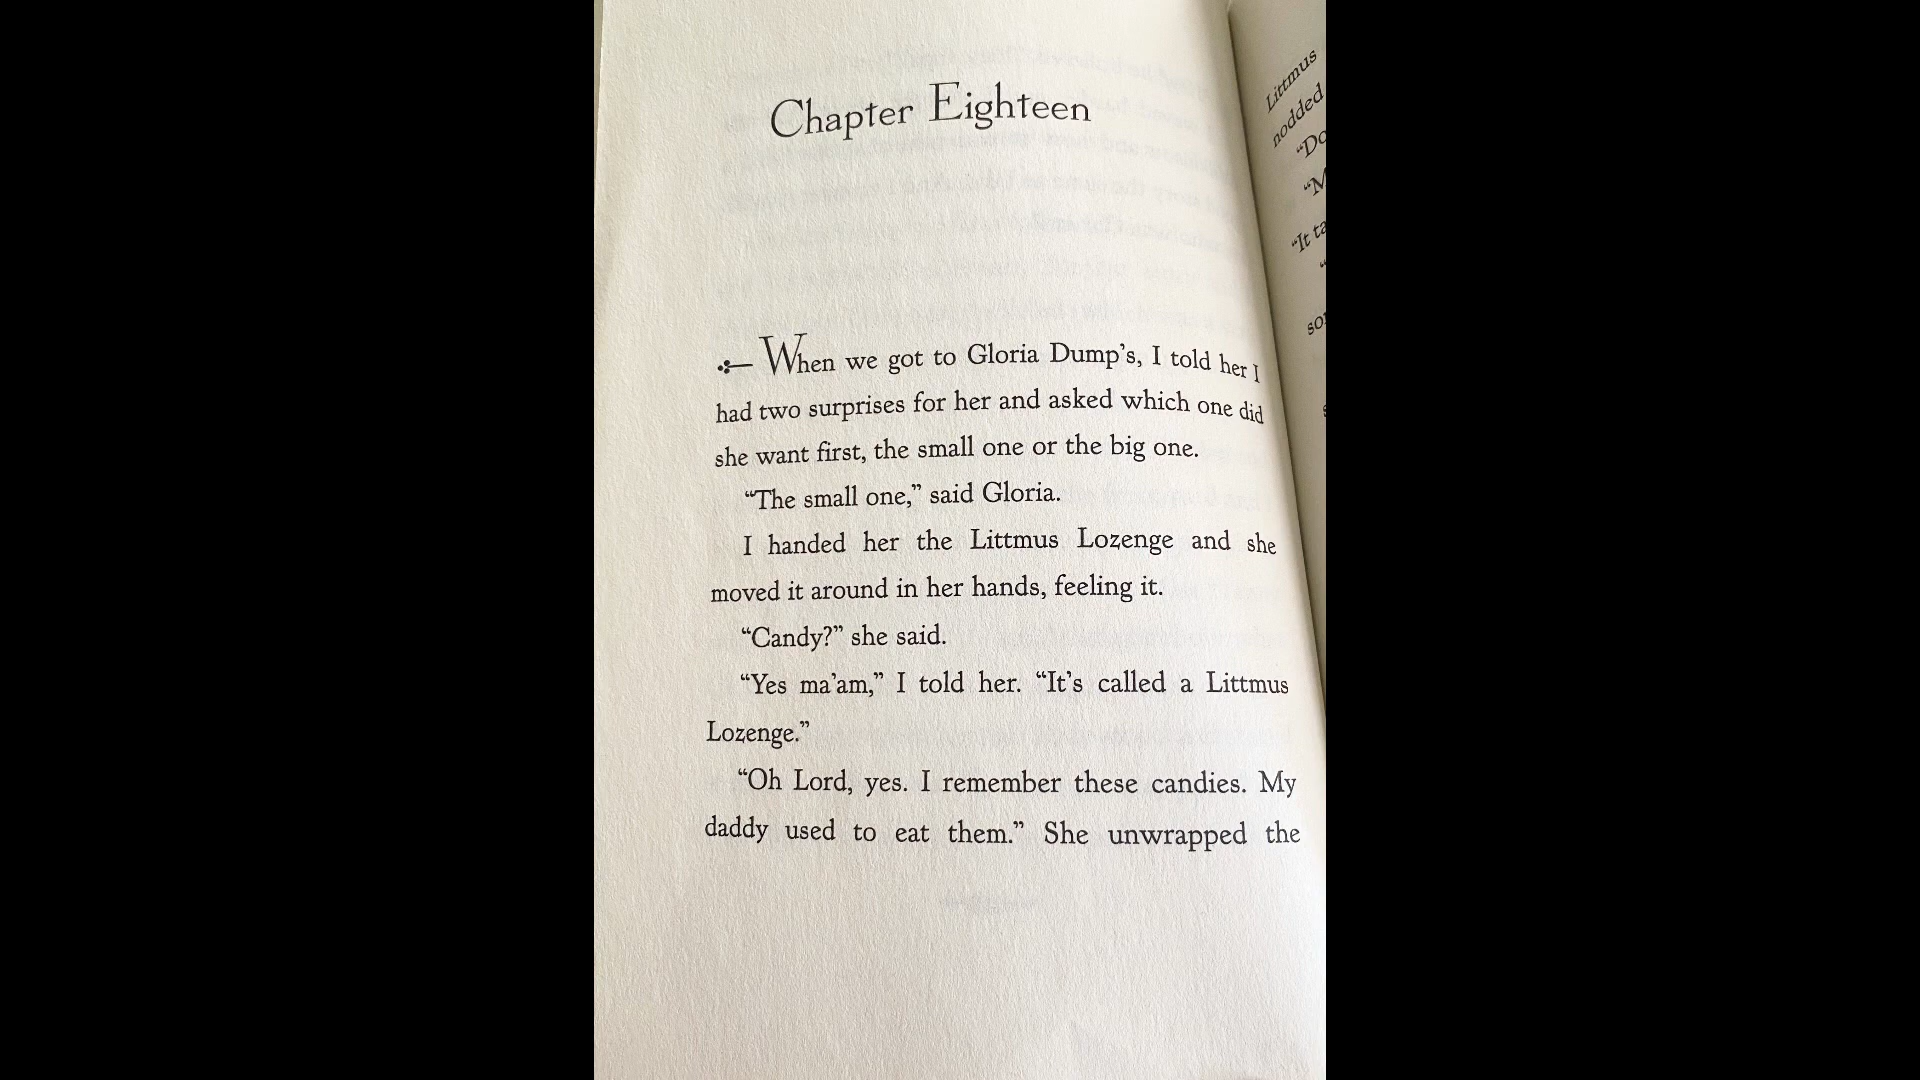 Chapter Eighteen
When we got to Gloria Dump's, I told her I
had two surprises for her and asked which one did
she want first, the small one or the big one.
“The small one,” said Gloria.
I handed her the Littmus Lozenge and she
moved it around in her hands, feeling it.
“Candy?” she said.
“Yes ma'am,” I told her. “It's called a Littmus
Lozenge.”
“Oh Lord, yes. I remember these candies. My
daddy used to eat them.” She unwrapped the
Littmus
nodded
“It